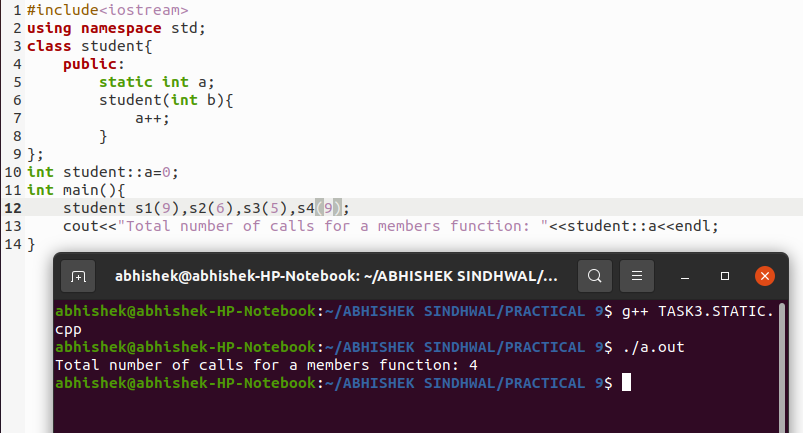 1 #include<iostream>
2 using namespace std;
3 class student{
4     public:
5         static int a;
6         student(int b){
7             a++;
8         }
9 };
10 int student::a=0;
11 int main(){
12     student s1(9),s2(6),s3(5),s4(9);
13     cout<<"Total number of calls for a members function: "<<student::a<<endl;
14 }
abhishek@abhishek-HP-Notebook: ~/ABHISHEK SINDHWAL/...
abhishek@abhishek-HP-Notebook:~/ABHISHEK SINDHWAL/PRACTICAL 9$ g++ TASK3.STATIC.
cpp
abhishek@abhishek-HP-Notebook:~/ABHISHEK SINDHWAL/PRACTICAL 9$ ./a.out
Total number of calls for a members function: 4
abhishek@abhishek-HP-Notebook:~/ABHISHEK SINDHWAL/PRACTICAL 9$